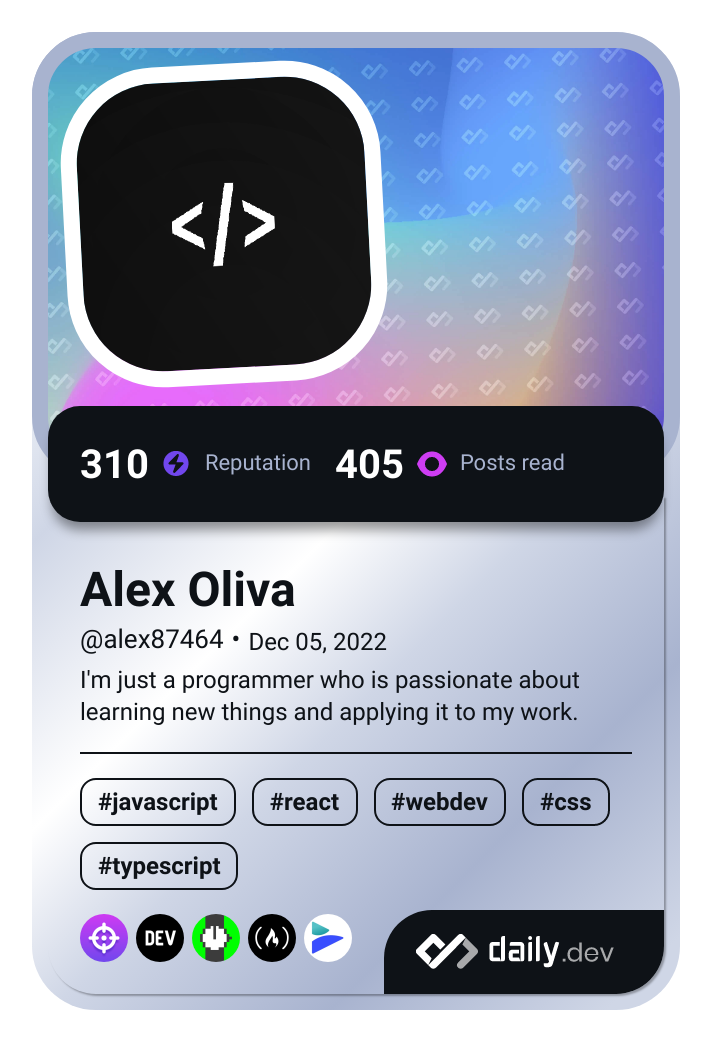 </>
310 Reputation 405 Posts read
Alex Oliva
@alex87464 • Dec 05, 2022
I'm just a programmer who is passionate about
learning new things and applying it to my work.
#javascript #react #webdev #css
#typescript
DEV
daily.dev